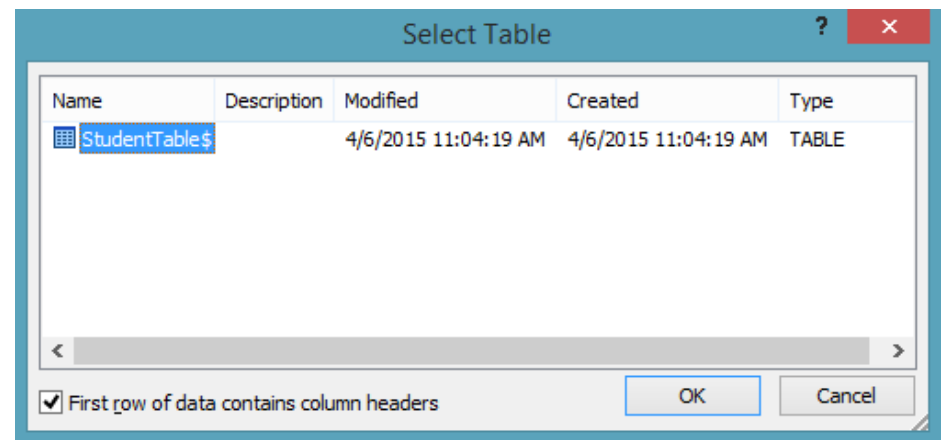 Select Table
?
Name Description Modified Created Type
StudentTable$ 4/6/2015 11:04:19 AM 4/6/2015 11:04:19 AM TABLE
First row of data contains column headers OK Cancel